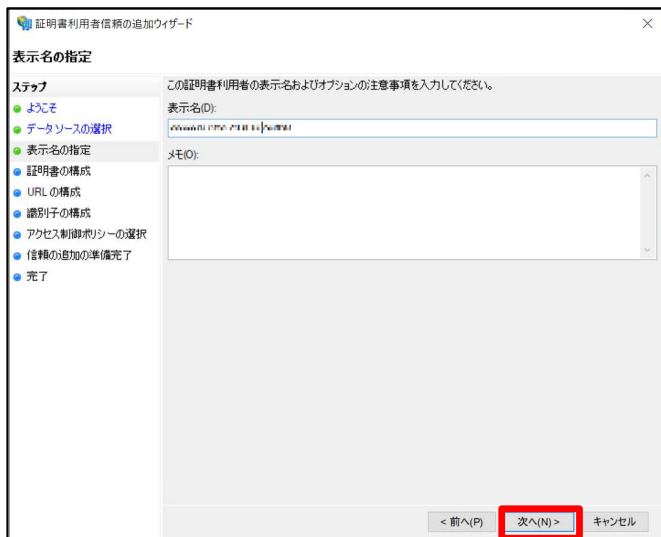 証明書利用者信頼の追加ウィザード
表示名の指定
ステップ
ようこそ
データ ソースの選択
表示名の指定
証明書の構成
URL の構成
識別子の構成
アクセス制御ポリシーの選択
信頼の追加の準備完了
完了
この証明書利用者の表示名およびオプションの注意事項を入力してください。
表示名(D):
メモ(O):
< 前へ(P)
次へ(N) >
キャンセル